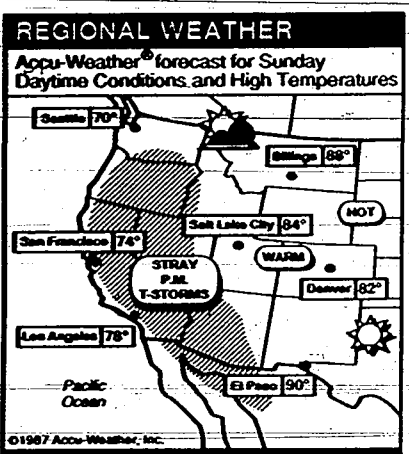 REGIONAL WEATHER
Accu-Weather® forecast for Sunday
Daytime Conditions and High Temperatures
Seattle 70°
Billings 88°
HOT
Salt Lake City 84°
San Francisco 74°
WARM
STRAY
P.M.
T-STORMS
Denver 82°
Los Angeles 78°
El Paso 90°
Pacific
Ocean
©1987 Accu-Weather, Inc.